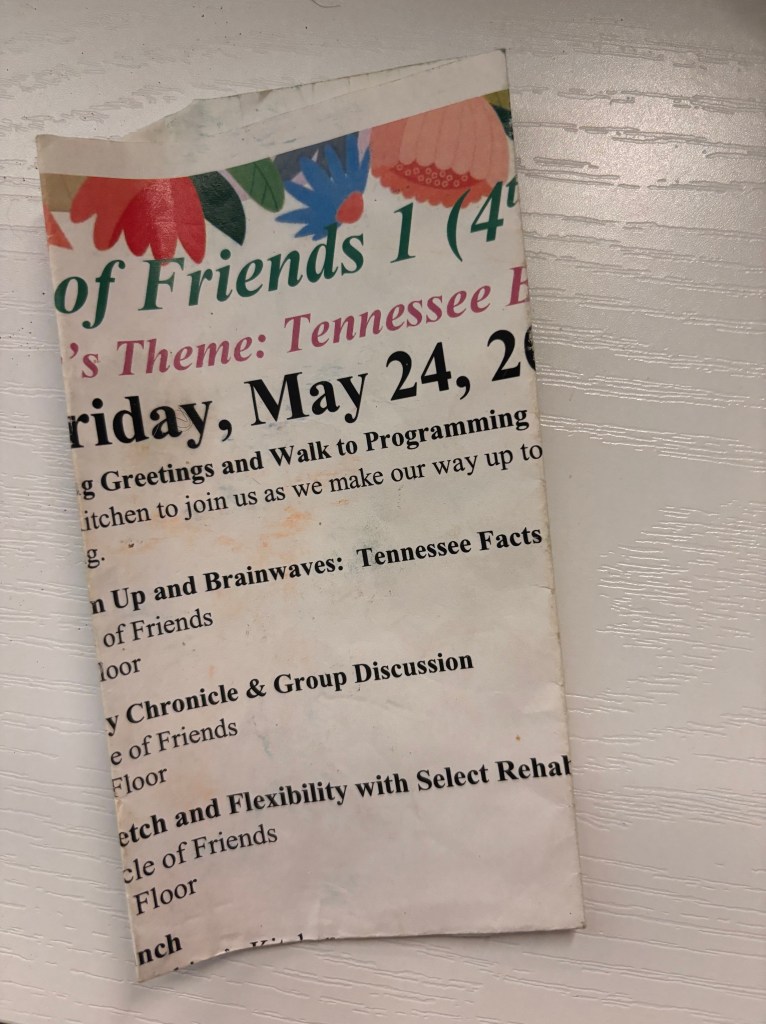 of Friends 1 (4t
's Theme: Tennessee E
riday, May 24, 20
g Greetings and Walk to Programming
itchen to join us as we make our way up to
g.
n Up and Brainwaves: Tennessee Facts
of Friends
loor
y Chronicle & Group Discussion
e of Friends
Floor
etch and Flexibility with Select Rehab
cle of Friends
Floor
nch